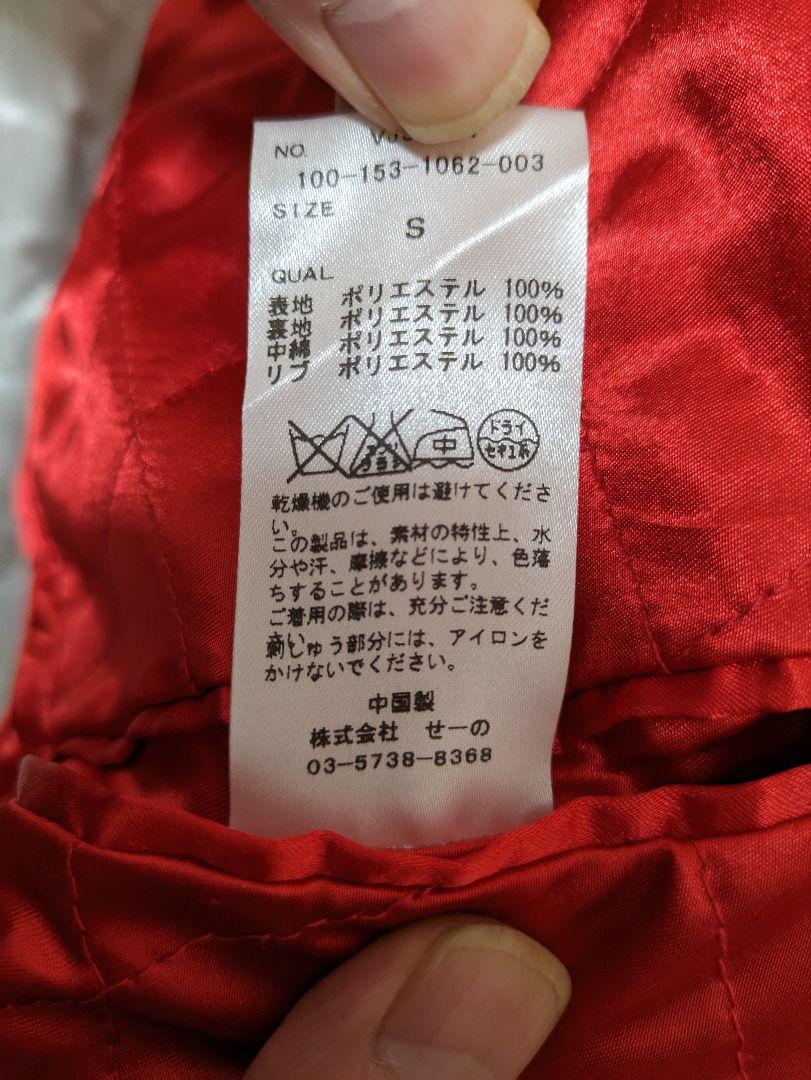 NO.
100-153-1062-003
SIZE
S
QUAL
表地 ポリエステル 100%
裏地 ポリエステル 100%
中綿 ポリエステル 100%
リブ ポリエステル 100%
中 ドライ
セキユ系
乾燥機のご使用は避けてくださ
い。
この製品は、素材の特性上、水
分や汗、摩擦などにより、色落
ちすることがあります。
ご着用の際は、充分ご注意くだ
さい。
刺しゅう部分には、アイロンを
かけないでください。
中国製
株式会社 せーの
03-5738-8368